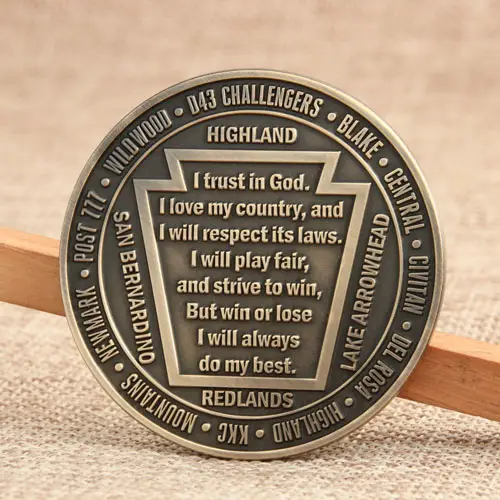 WILDWOOD • D43 CHALLENGERS • BLAKE • CENTRAL • CIVITAN • DEL ROSA • HIGHLAND • KKC • MOUNTAINS • NEWMARK • POST 777 •
HIGHLAND
SAN BERNARDINO
I trust in God.
I love my country, and
I will respect its laws.
I will play fair,
and strive to win,
But win or lose
I will always
do my best.
LAKE ARROWHEAD
REDLANDS